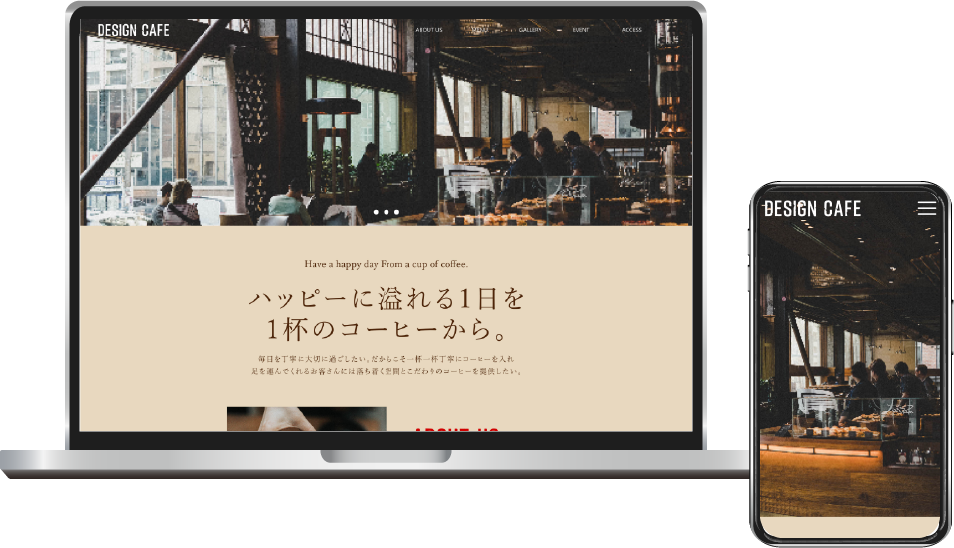 DESIGN CAFE
ABOUT US
MENU
GALLERY
EVENT
ACCESS
Have a happy day From a cup of coffee.
ハッピーに溢れる1日を
1杯のコーヒーから。
毎日を丁寧に大切に過ごしたい。だからこそ一杯一杯丁寧にコーヒーを入れ
足を運んでくれるお客さんには落ち着く空間とこだわりのコーヒーを提供したい。
ABOUT US
DESIGN CAFE